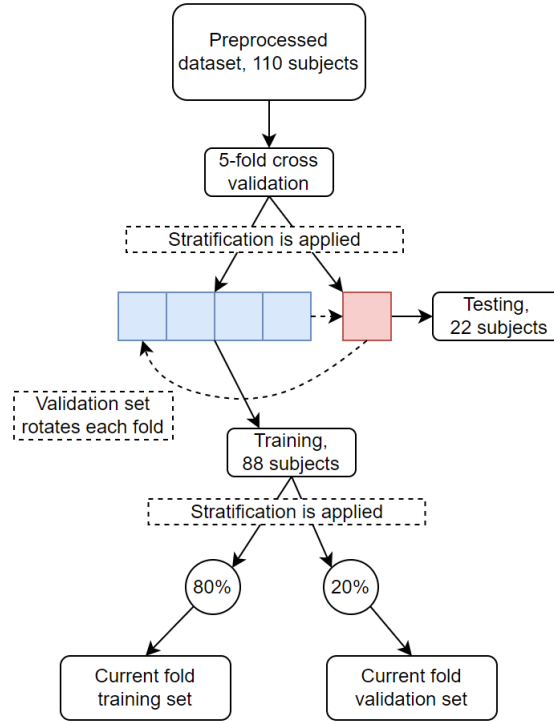 Preprocessed
dataset, 110 subjects
5-fold cross
validation
Stratification is applied
Testing,
22 subjects
Validation set
rotates each fold
Training,
88 subjects
Stratification is applied
80%
20%
Current fold
training set
Current fold
validation set